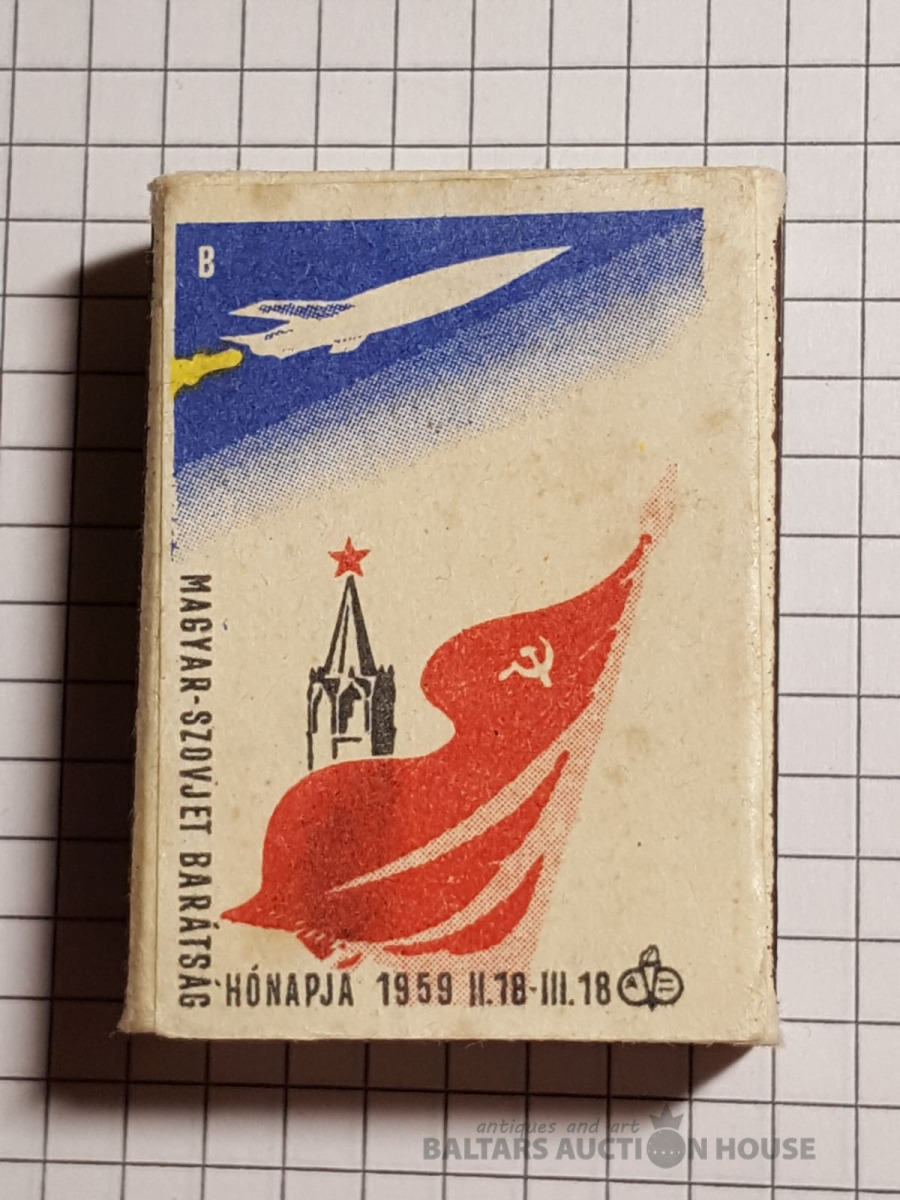 B
MAGYAR-SZOVJET BARÁTSÁG
HÓNAPJA 1959 II.18-III.18
antiques and art
BALTARS AUCTION HOUSE